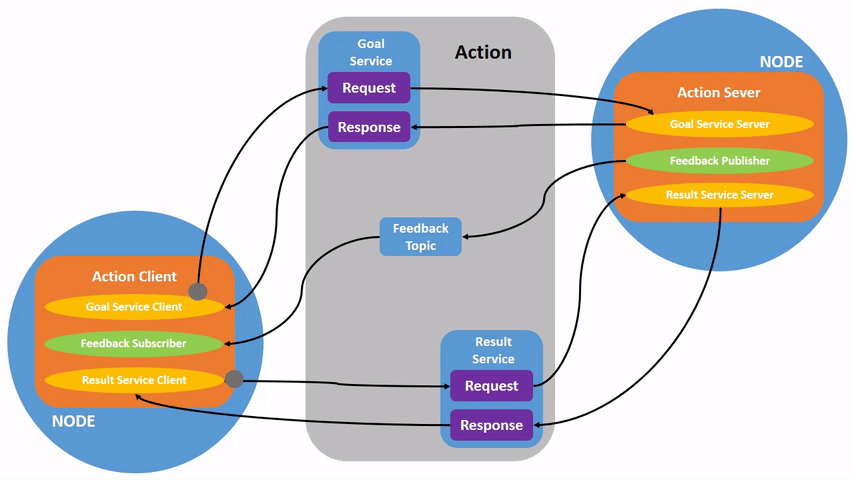 Goal
Service
Action
Request
Response
NODE
Action Sever
Goal Service Server
Feedback Publisher
Result Service Server
Feedback
Topic
Action Client
Goal Service Client
Feedback Subscriber
Result Service Client
NODE
Result
Service
Request
Response